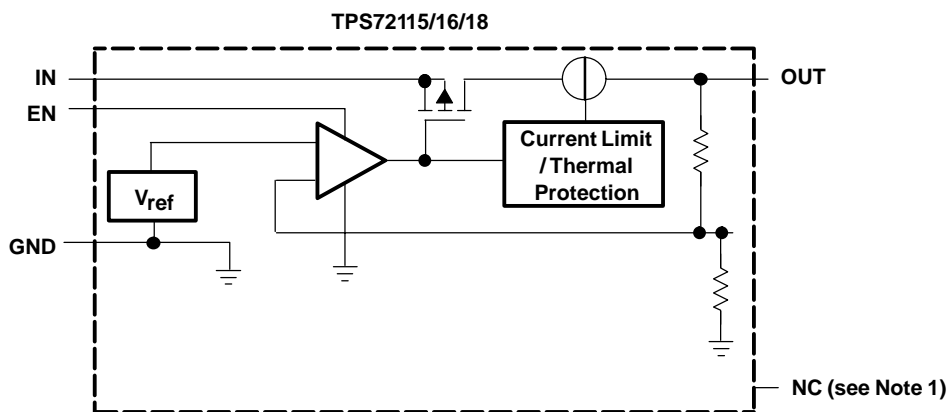 TPS72115/16/18
IN
OUT
EN
Current Limit
/ Thermal
Protection
Vref
GND
NC (see Note 1)